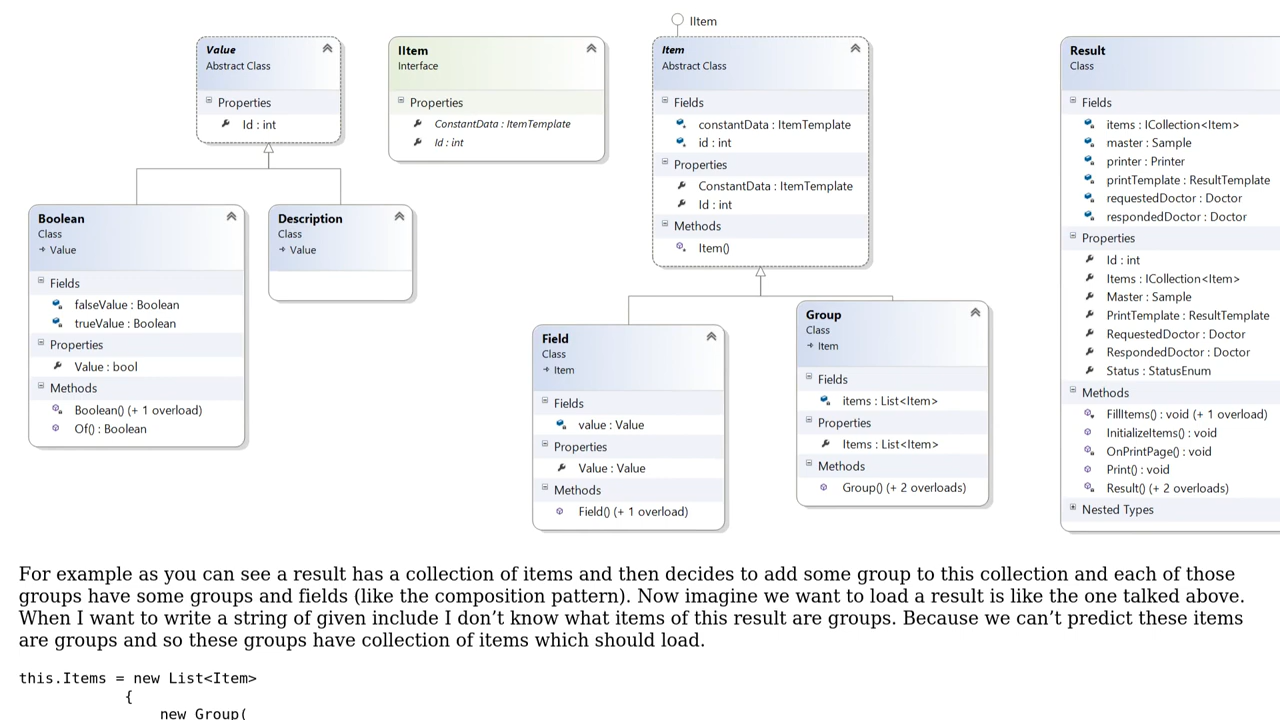 IItem
Value
Abstract Class
Properties
Id : int
IItem
Interface
Properties
ConstantData : ItemTemplate
Id : int
Item
Abstract Class
Fields
constantData : ItemTemplate
id : int
Properties
ConstantData : ItemTemplate
Id : int
Methods
Item()
Result
Class
Fields
items : ICollection<Item>
master : Sample
printer : Printer
printTemplate : ResultTemplate
requestedDoctor : Doctor
respondedDoctor : Doctor
Properties
Id : int
Items : ICollection<Item>
Master : Sample
PrintTemplate : ResultTemplate
RequestedDoctor : Doctor
RespondedDoctor : Doctor
Status : StatusEnum
Methods
FillItems() : void (+ 1 overload)
InitializeItems() : void
OnPrintPage() : void
Print() : void
Result() (+ 2 overloads)
Nested Types
Boolean
Class
Value
Fields
falseValue : Boolean
trueValue : Boolean
Properties
Value : bool
Methods
Boolean() (+ 1 overload)
Of() : Boolean
Description
Class
Value
Field
Class
Item
Fields
value : Value
Properties
Value : Value
Methods
Field() (+ 1 overload)
Group
Class
Item
Fields
items : List<Item>
Properties
Items : List<Item>
Methods
Group() (+ 2 overloads)
For example as you can see a result has a collection of items and then decides to add some group to this collection and each of those
groups have some groups and fields (like the composition pattern). Now imagine we want to load a result is like the one talked above.
When I want to write a string of given include I don’t know what items of this result are groups. Because we can’t predict these items
are groups and so these groups have collection of items which should load.
this.Items = new List<Item>
{
new Group(